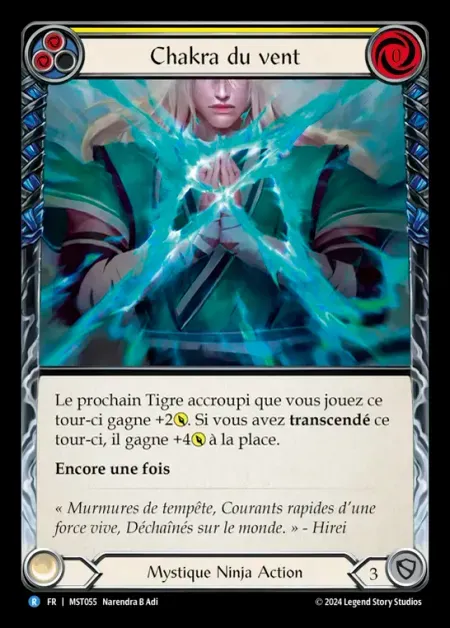 Chakra du vent
0
Le prochain Tigre accroupi que vous jouez ce
tour-ci gagne +2. Si vous avez transcendé ce
tour-ci, il gagne +4 à la place.
Encore une fois
« Murmures de tempête, Courants rapides d'une
force vive, Déchaînés sur le monde. » - Hirei
Mystique Ninja Action
3
R | FR | MST055 Narendra B Adi
© 2024 Legend Story Studios